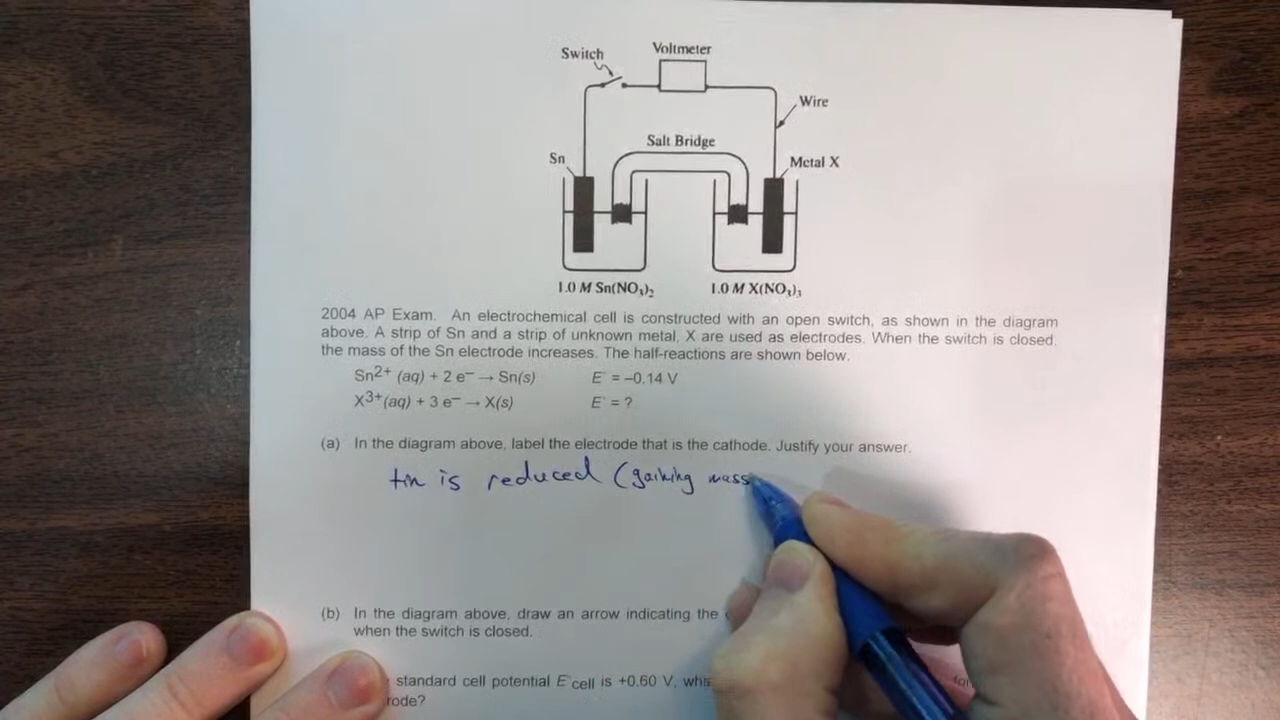 Switch
Voltmeter
Wire
Salt Bridge
Sn
Metal X
1.0 M Sn(NO₃)₂
1.0 M X(NO₃)₃
2004 AP Exam. An electrochemical cell is constructed with an open switch, as shown in the diagram
above. A strip of Sn and a strip of unknown metal, X are used as electrodes. When the switch is closed,
the mass of the Sn electrode increases. The half-reactions are shown below.
Sn²⁺ (aq) + 2 e⁻ → Sn(s) E° = –0.14 V
X³⁺(aq) + 3 e⁻ → X(s) E° = ?
(a) In the diagram above, label the electrode that is the cathode. Justify your answer.
tin is reduced (gaining mass
(b) In the diagram above, draw an arrow indicating the
when the switch is closed.
standard cell potential E°cell is +0.60 V,